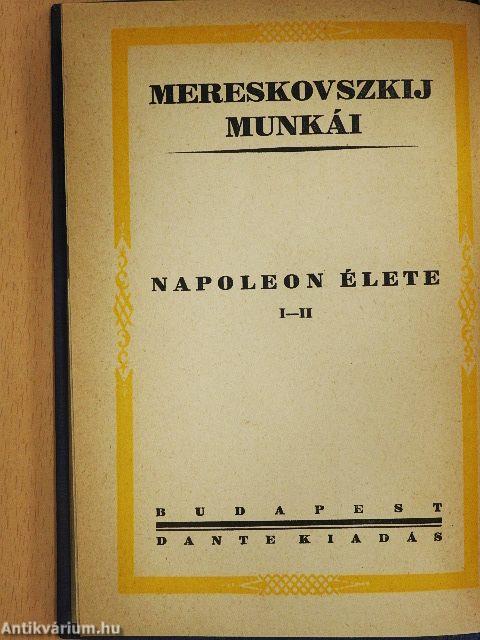 MERESKOVSZKIJ
MUNKÁI
NAPOLEON ÉLETE
I—II
BUDAPEST
DANTE KIADÁS
Antikvárium.hu